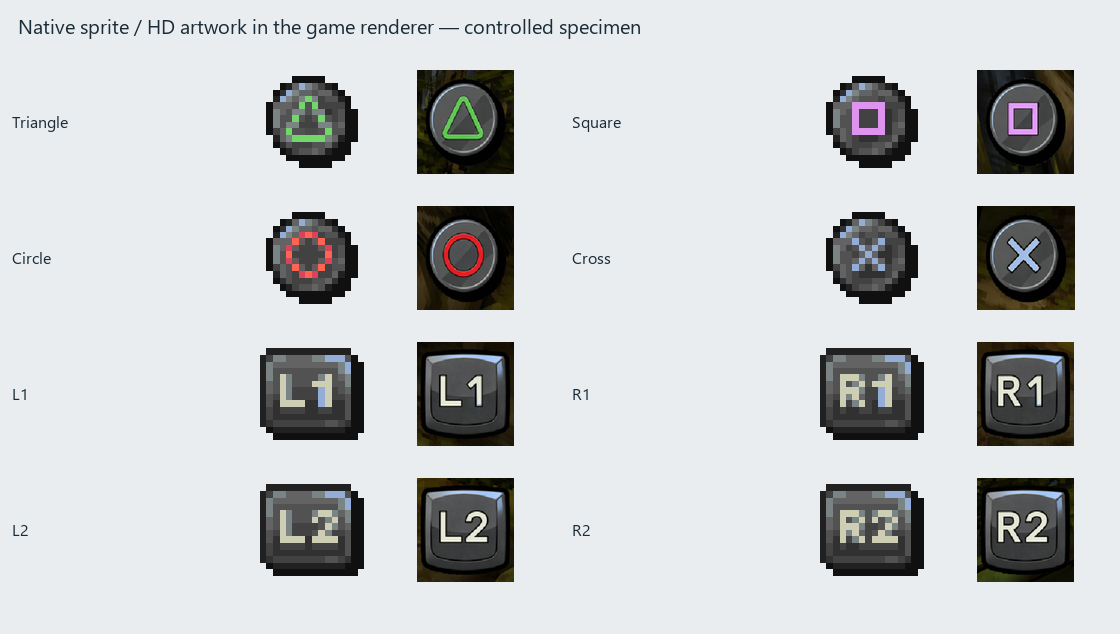 Native sprite / HD artwork in the game renderer — controlled specimen
Triangle
Square
Circle
Cross
L1
L1
L1
R1
R1
R1
L2
L2
L2
R2
R2
R2